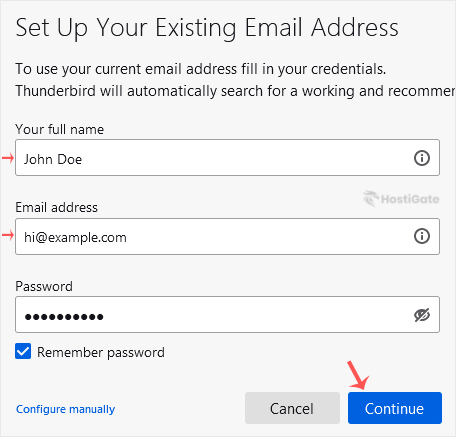 Set Up Your Existing Email Address
To use your current email address fill in your credentials.
Thunderbird will automatically search for a working and recommer
Your full name
John Doe
HostiGate
Email address
hi@example.com
Password
••••••••••
Remember password
Configure manually
Cancel
Continue